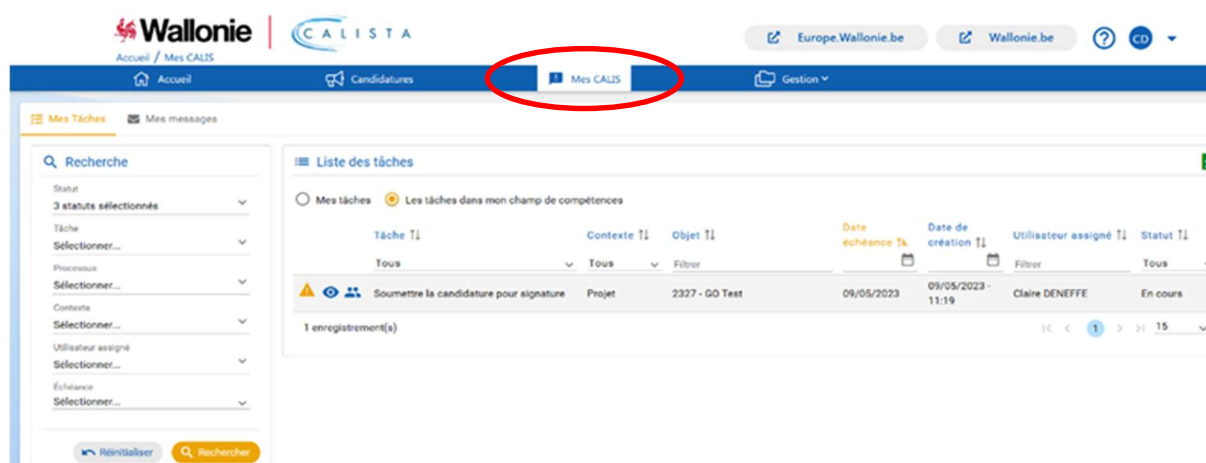 Wallonie
CALISTA
Europe.Wallonie.be
Wallonie.be
CD
Accueil / Mes CALIS
Accueil
Candidatures
Mes CALIS
Gestion
Mes Tâches
Mes messages
Recherche
Statut
3 statuts sélectionnés
Tâche
Sélectionner...
Processus
Sélectionner...
Contexte
Sélectionner...
Utilisateur assigné
Sélectionner...
Échéance
Sélectionner...
Réinitialiser
Rechercher
Liste des tâches
Mes tâches
Les tâches dans mon champ de compétences
Tâche Contexte Objet Date échéance Date de création Utilisateur assigné Statut
Tous Tous Filtrer Filtrer Tous
Soumettre la candidature pour signature Projet 2327 - GO Test 09/05/2023 09/05/2023 - 11:19 Claire DENEFFE En cours
1 enregistrement(s)
1
15